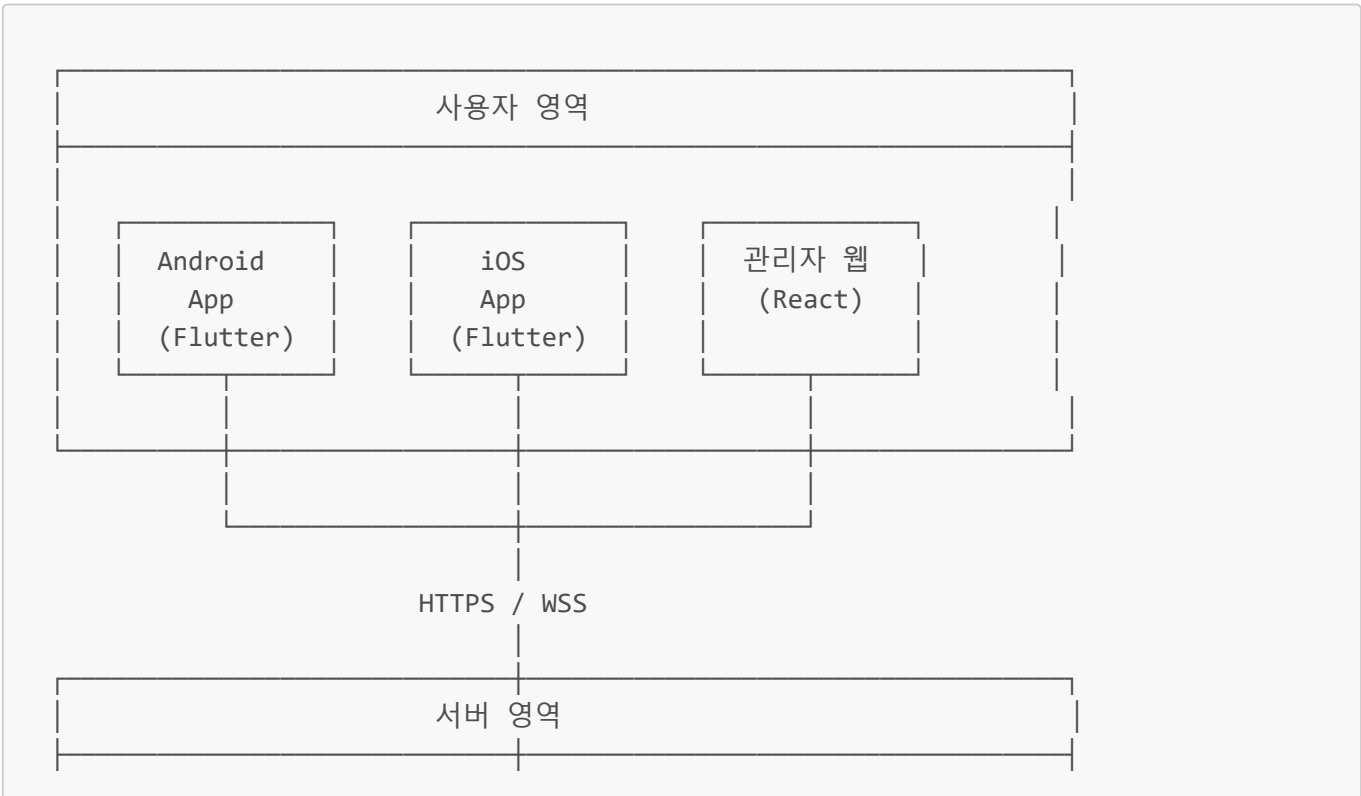 사용자 영역
Android iOS 관리자 웹
App App (React)
(Flutter) (Flutter)
HTTPS / WSS
서버 영역